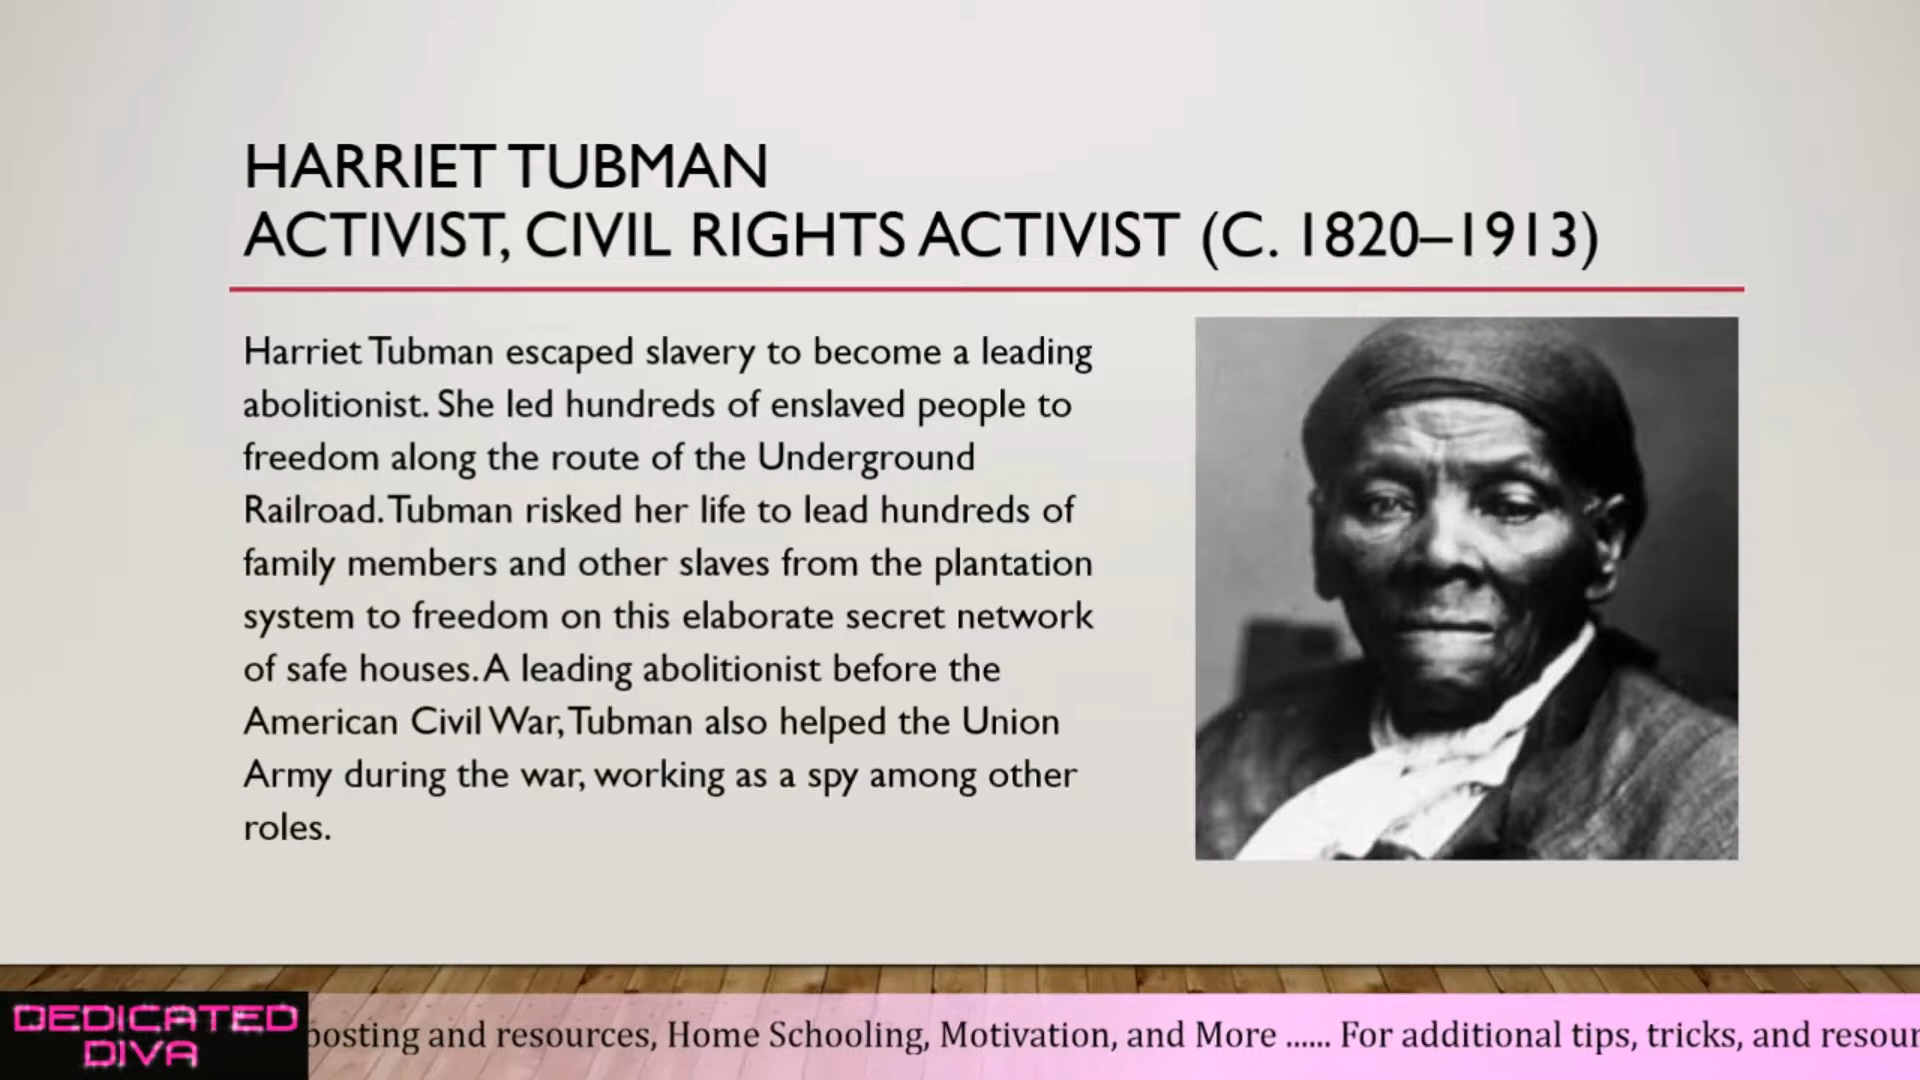 HARRIET TUBMAN
ACTIVIST, CIVIL RIGHTS ACTIVIST (C. 1820–1913)
Harriet Tubman escaped slavery to become a leading
abolitionist. She led hundreds of enslaved people to
freedom along the route of the Underground
Railroad. Tubman risked her life to lead hundreds of
family members and other slaves from the plantation
system to freedom on this elaborate secret network
of safe houses. A leading abolitionist before the
American Civil War, Tubman also helped the Union
Army during the war, working as a spy among other
roles.
DEDICATED
DIVA
posting and resources, Home Schooling, Motivation, and More ...... For additional tips, tricks, and resour